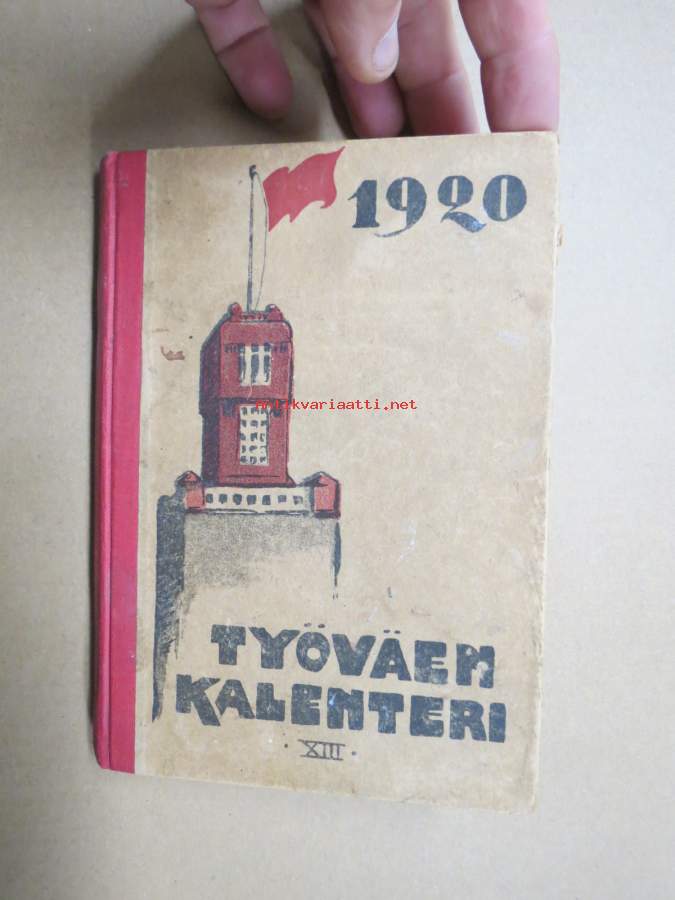 1920
antikvariaatti.net
TYÖVÄEN
KALENTERI
· XIII ·